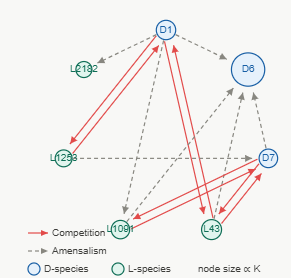 D1
L2182
D6
L1253
D7
L1091
L43
Competition
Amensalism
D-species L-species node size ∝ K